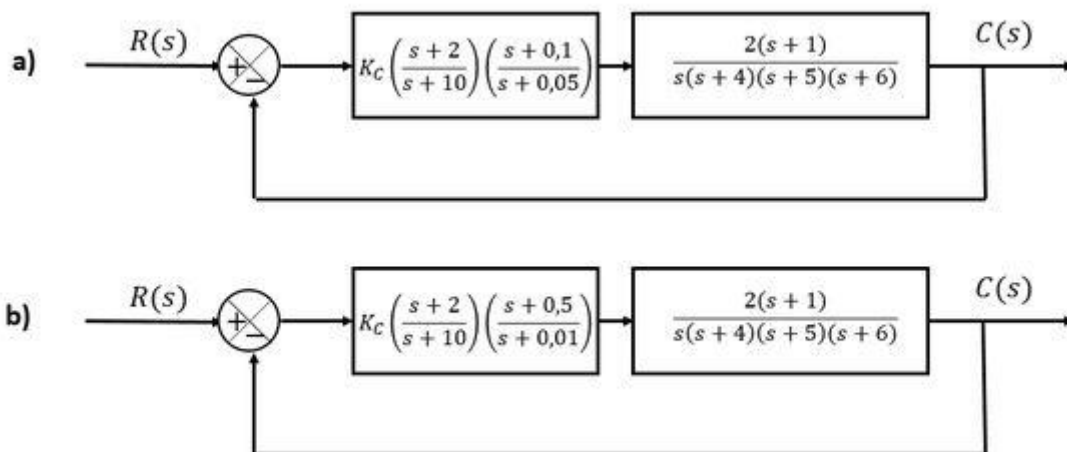 a)
R(s)
+
−
K_C ((s + 2)/(s + 10)) ((s + 0,1)/(s + 0,05))
2(s + 1)/(s(s + 4)(s + 5)(s + 6))
C(s)
b)
R(s)
+
−
K_C ((s + 2)/(s + 10)) ((s + 0,5)/(s + 0,01))
2(s + 1)/(s(s + 4)(s + 5)(s + 6))
C(s)